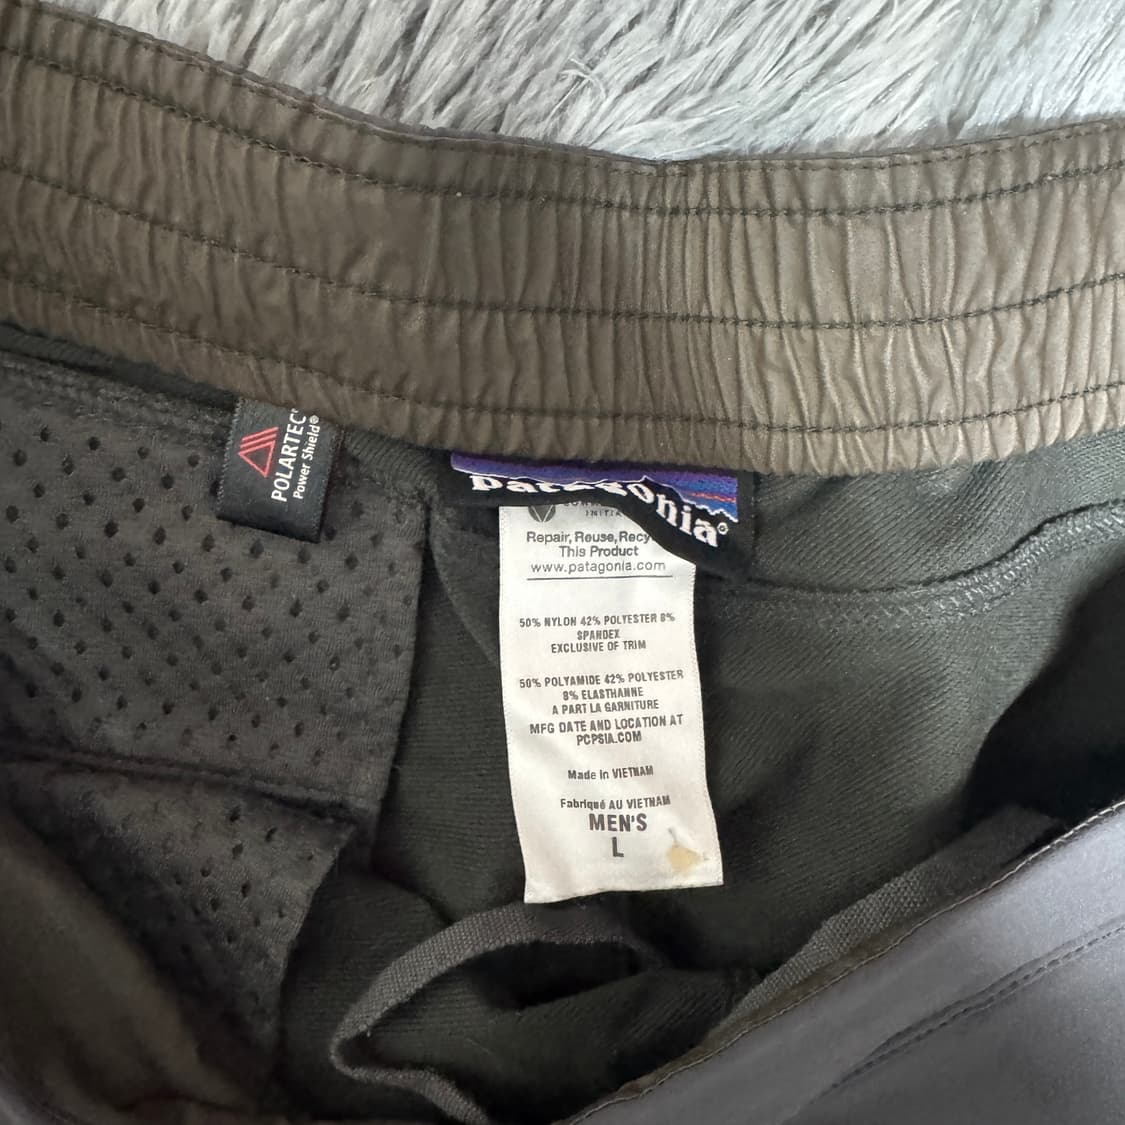 POLARTEC®
Power Shield®
patagonia®
INITIA
Repair, Reuse, Recy
This Product
www.patagonia.com
50% NYLON 42% POLYESTER 8%
SPANDEX
EXCLUSIVE OF TRIM
50% POLYAMIDE 42% POLYESTER
8% ELASTHANNE
A PART LA GARNITURE
MFG DATE AND LOCATION AT
PCPSIA.COM
Made in VIETNAM
Fabriqué AU VIETNAM
MEN'S
L